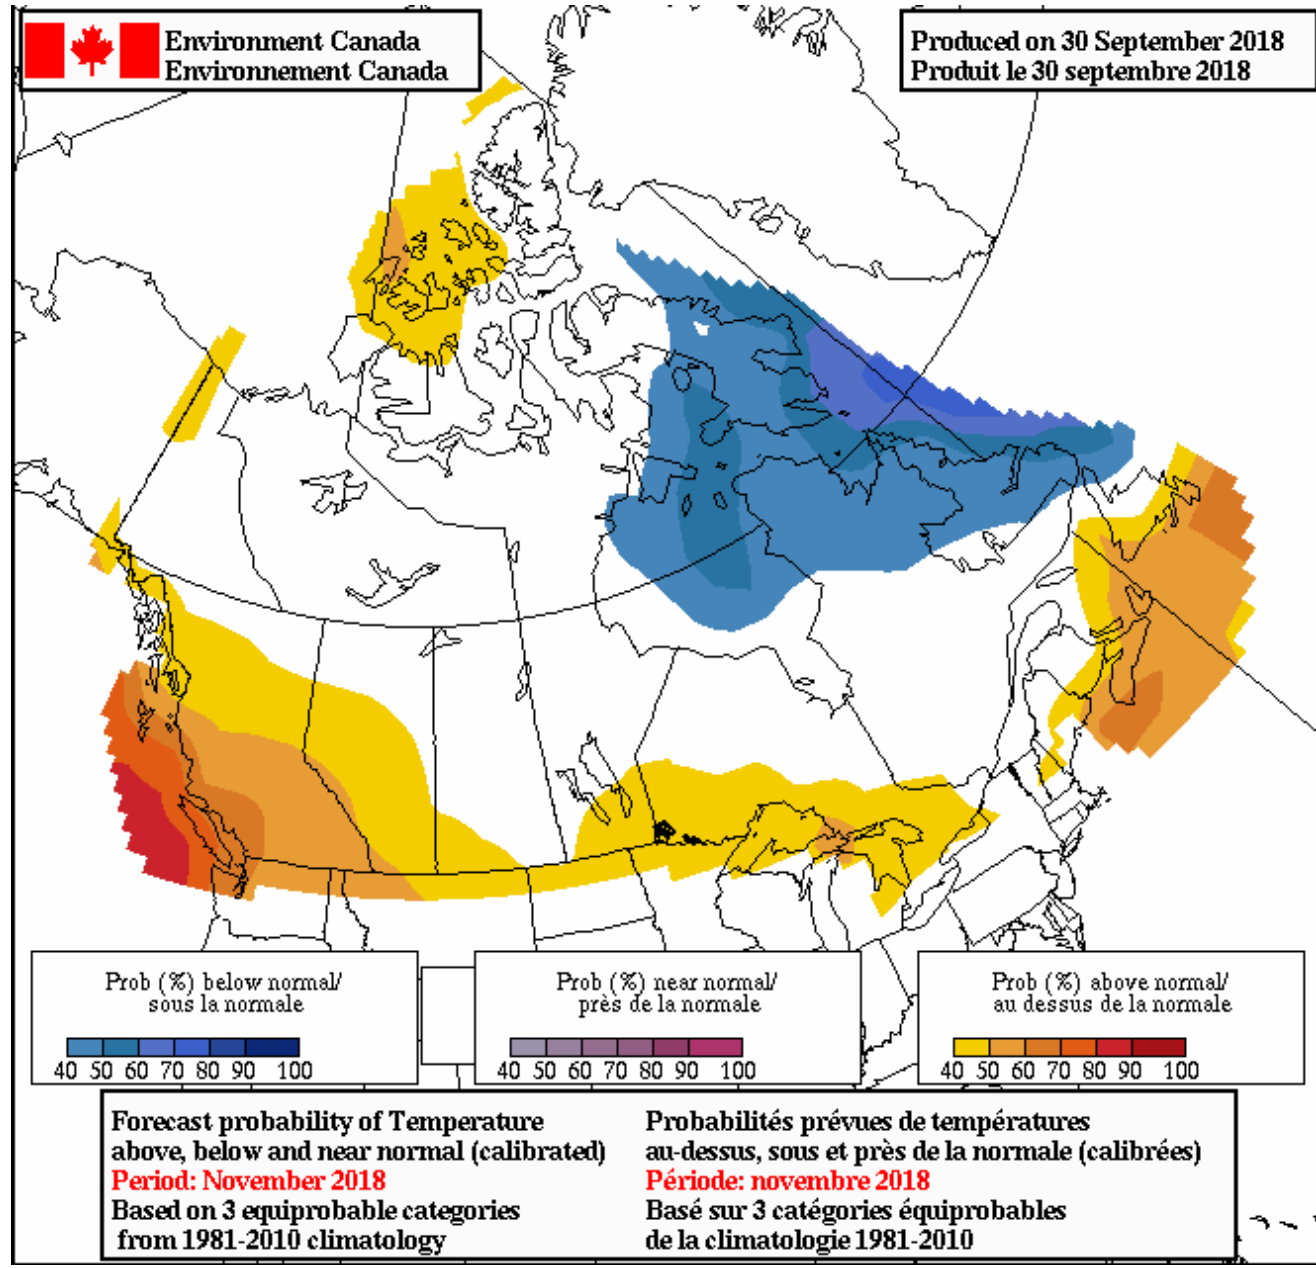 Environment Canada
Environnement Canada
Produced on 30 September 2018
Produit le 30 septembre 2018
Prob (%) below normal/
sous la normale
40 50 60 70 80 90 100
Prob (%) near normal/
près de la normale
40 50 60 70 80 90 100
Prob (%) above normal/
au dessus de la normale
40 50 60 70 80 90 100
Forecast probability of Temperature
above, below and near normal (calibrated)
Period: November 2018
Based on 3 equiprobable categories
from 1981-2010 climatology
Probabilités prévues de températures
au-dessus, sous et près de la normale (calibrées)
Période: novembre 2018
Basé sur 3 catégories équiprobables
de la climatologie 1981-2010